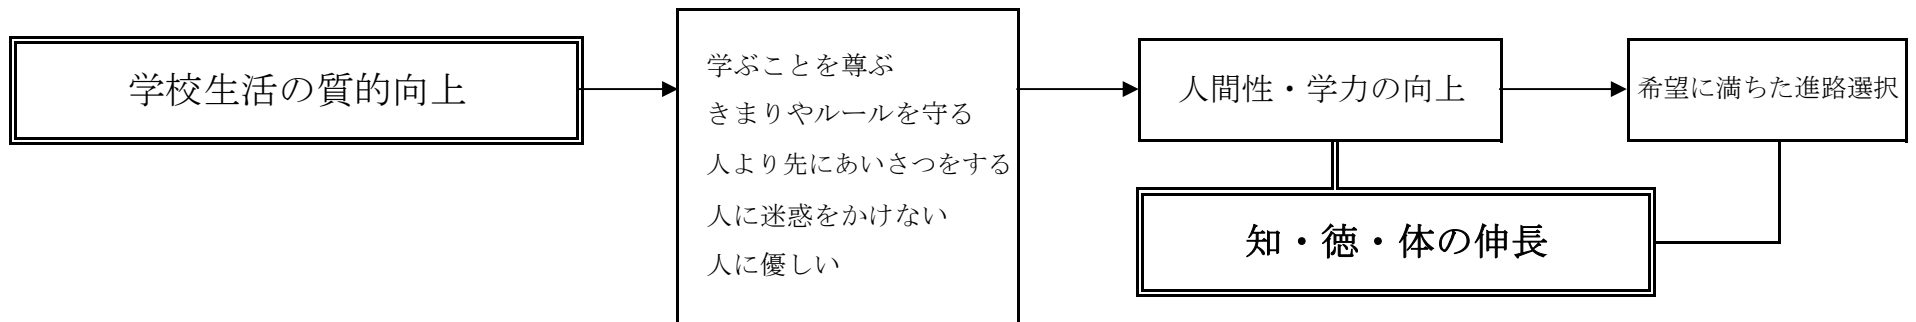 学校生活の質的向上
学ぶことを尊ぶ
きまりやルールを守る
人より先にあいさつをする
人に迷惑をかけない
人に優しい
人間性・学力の向上
希望に満ちた進路選択
知・徳・体の伸長